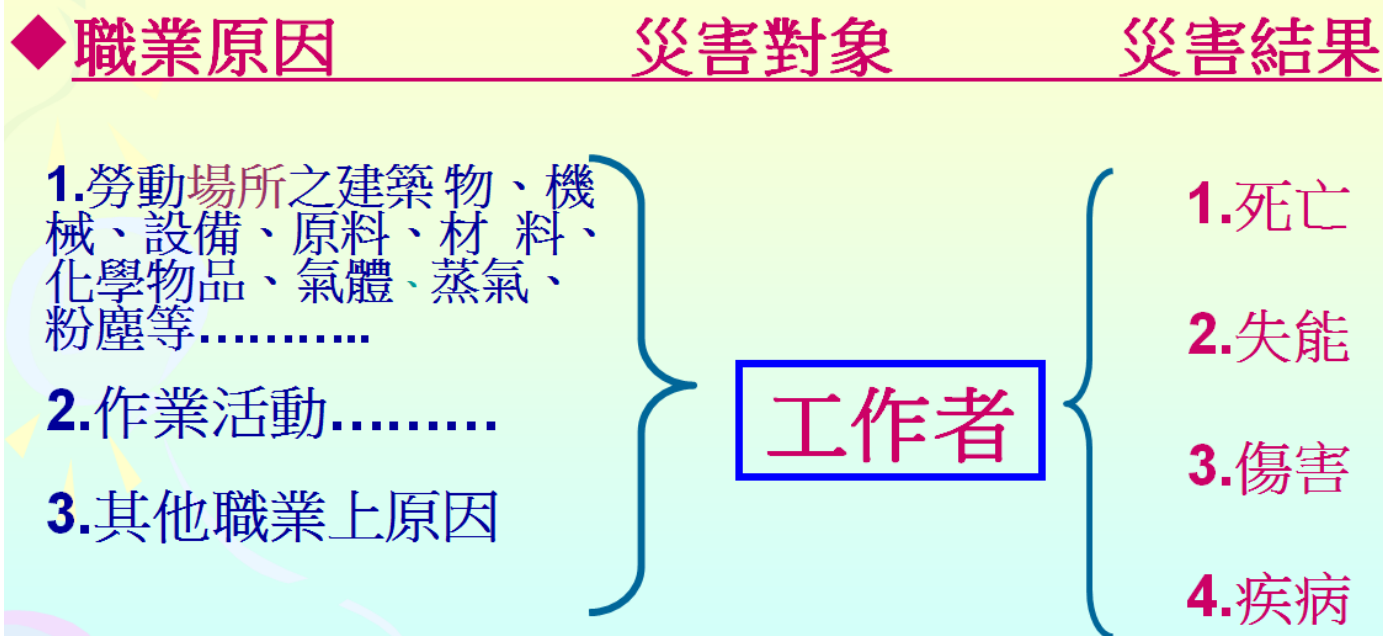 ◆職業原因 災害對象 災害結果
1.勞動場所之建築 物、機
械、設備、原料、材 料、
化學物品、氣體、蒸氣、
粉塵等………...
2.作業活動………
3.其他職業上原因
工作者
1.死亡
2.失能
3.傷害
4.疾病